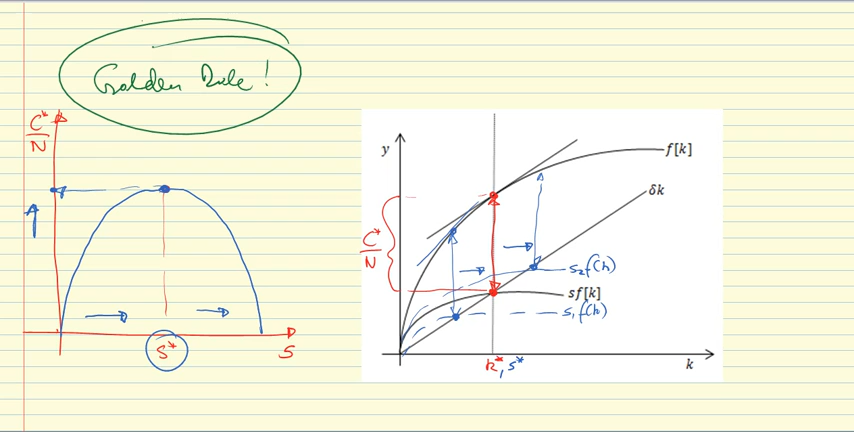 Golden Rule!
C*/N
s*
s
y
f[k]
δk
C*/N
s₂f(k)
sf[k]
s₁f(k)
k*, s*
k